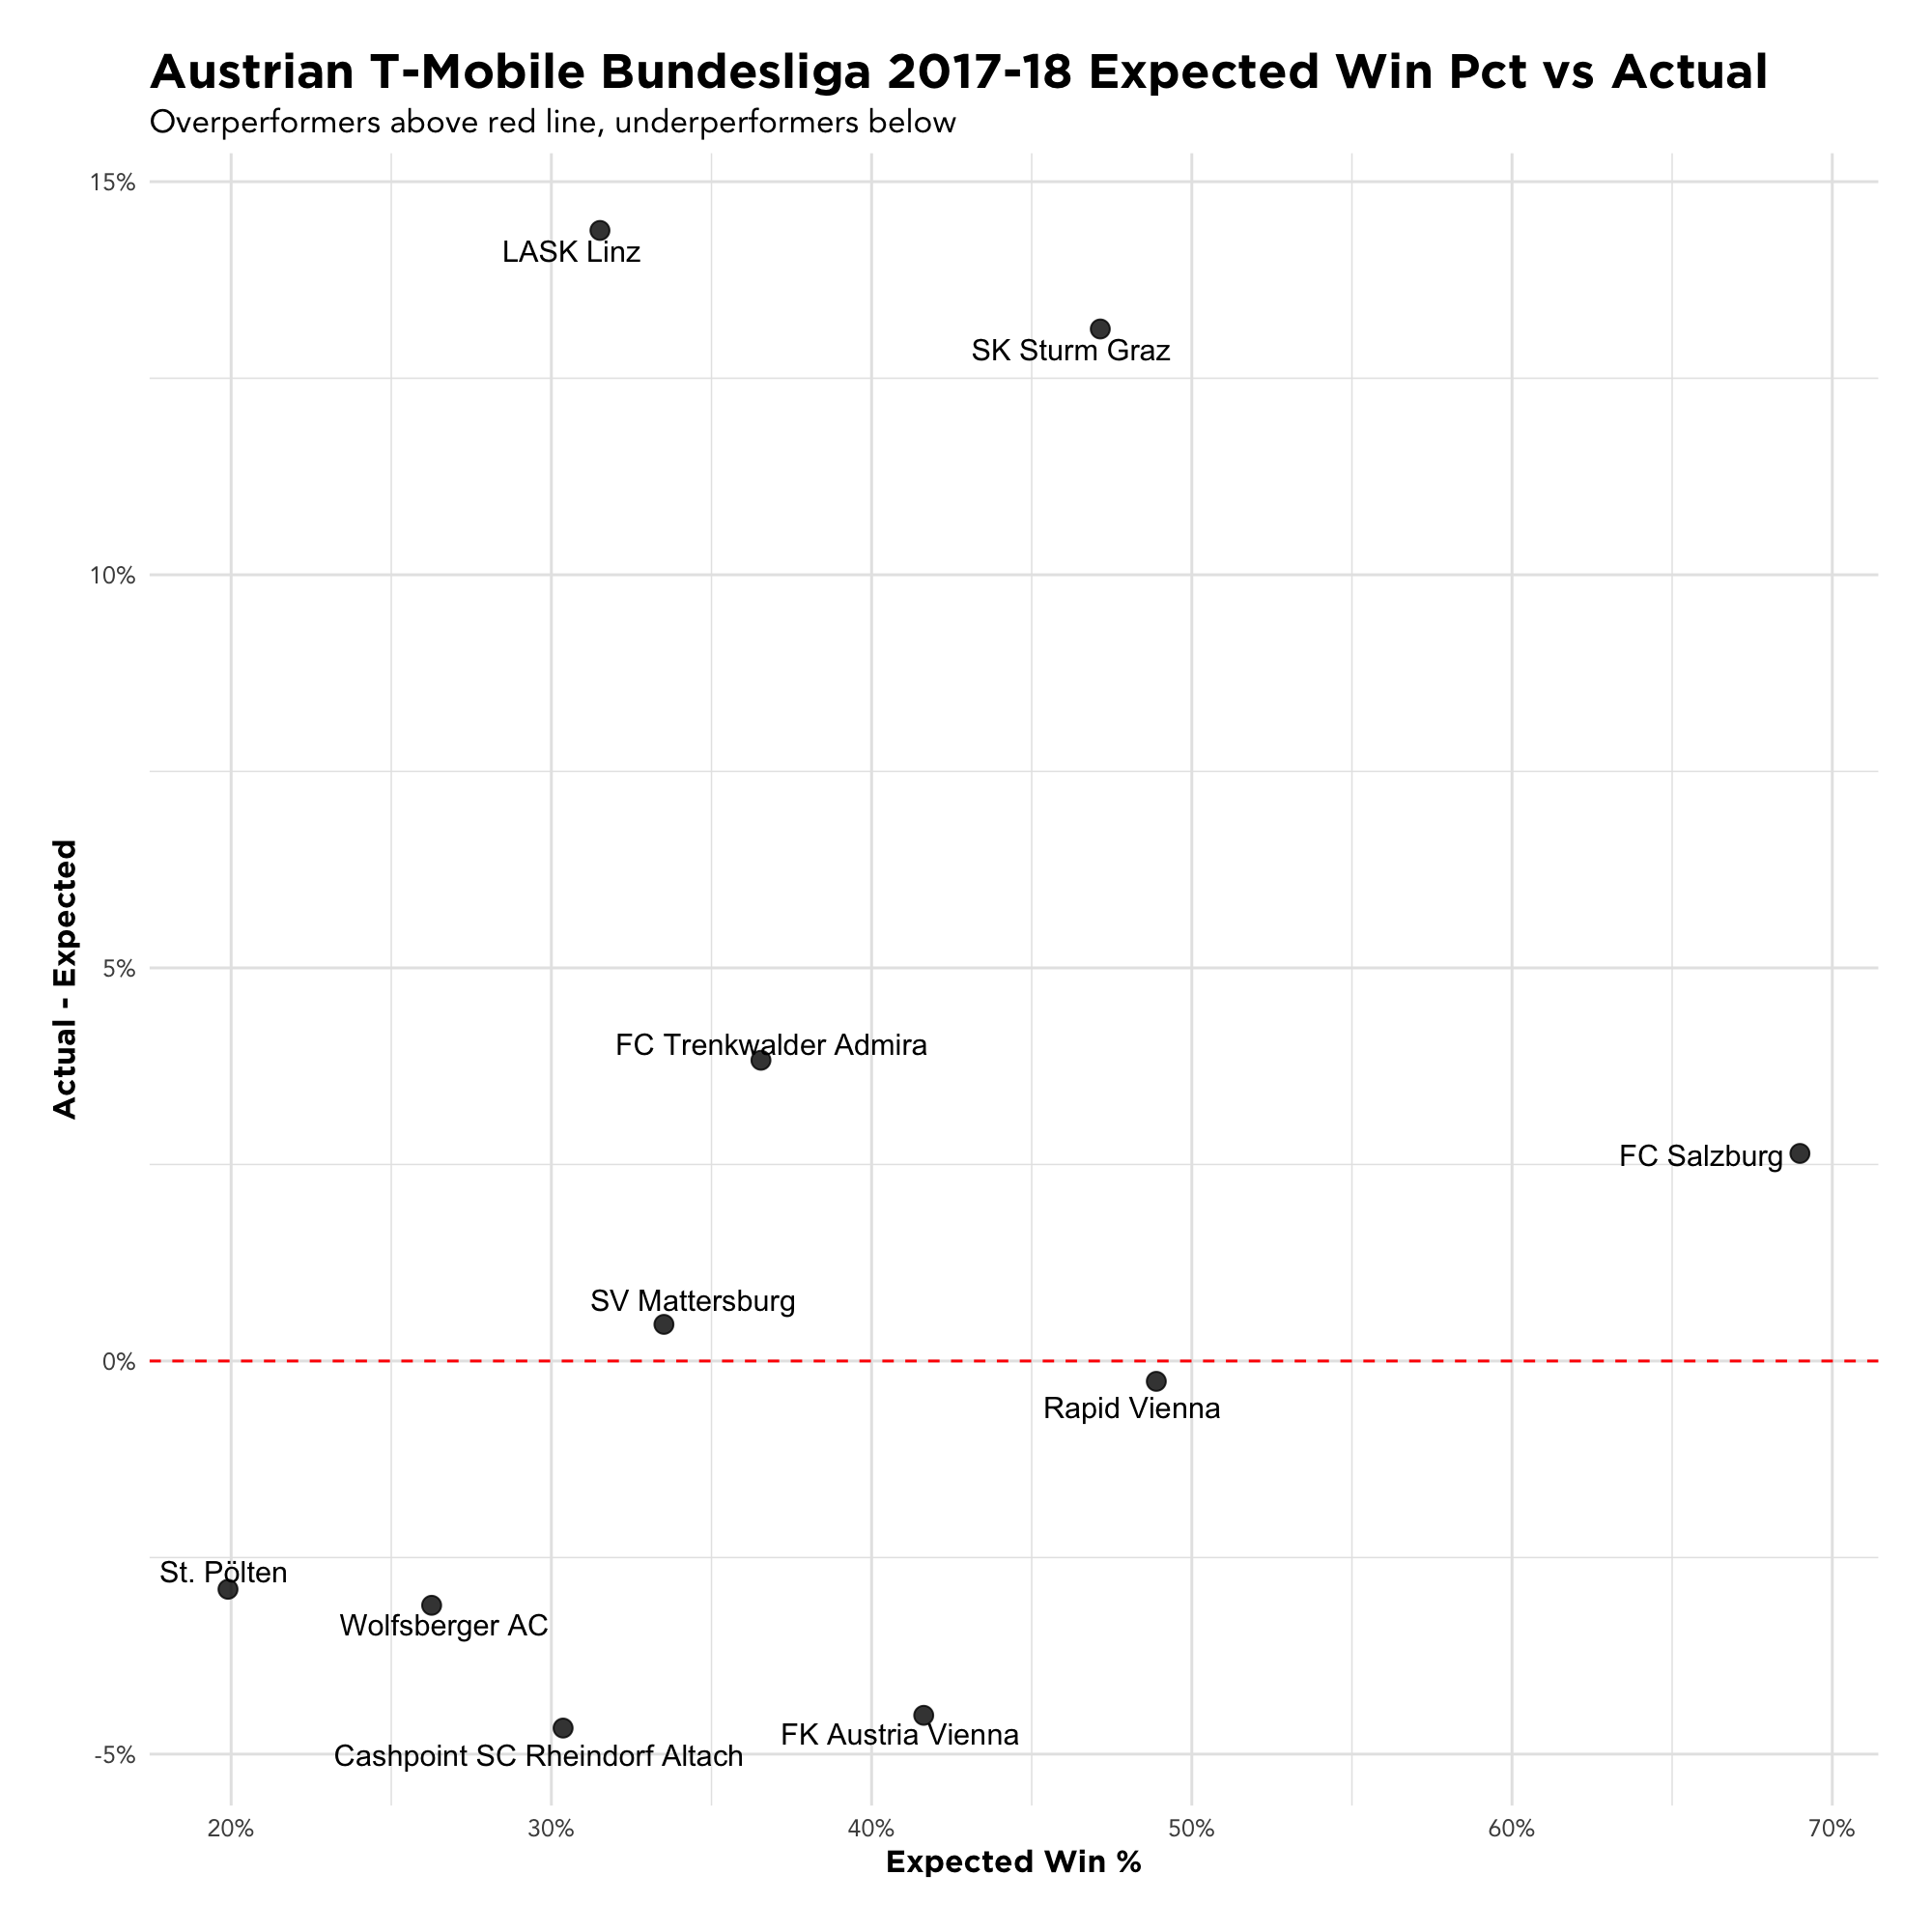 Austrian T-Mobile Bundesliga 2017-18 Expected Win Pct vs Actual
Overperformers above red line, underperformers below
15%
LASK Linz
SK Sturm Graz
10%
Actual - Expected
5%
FC Trenkwalder Admira
FC Salzburg
SV Mattersburg
0%
Rapid Vienna
St. Pölten
Wolfsberger AC
FK Austria Vienna
Cashpoint SC Rheindorf Altach
-5%
20% 30% 40% 50% 60% 70%
Expected Win %